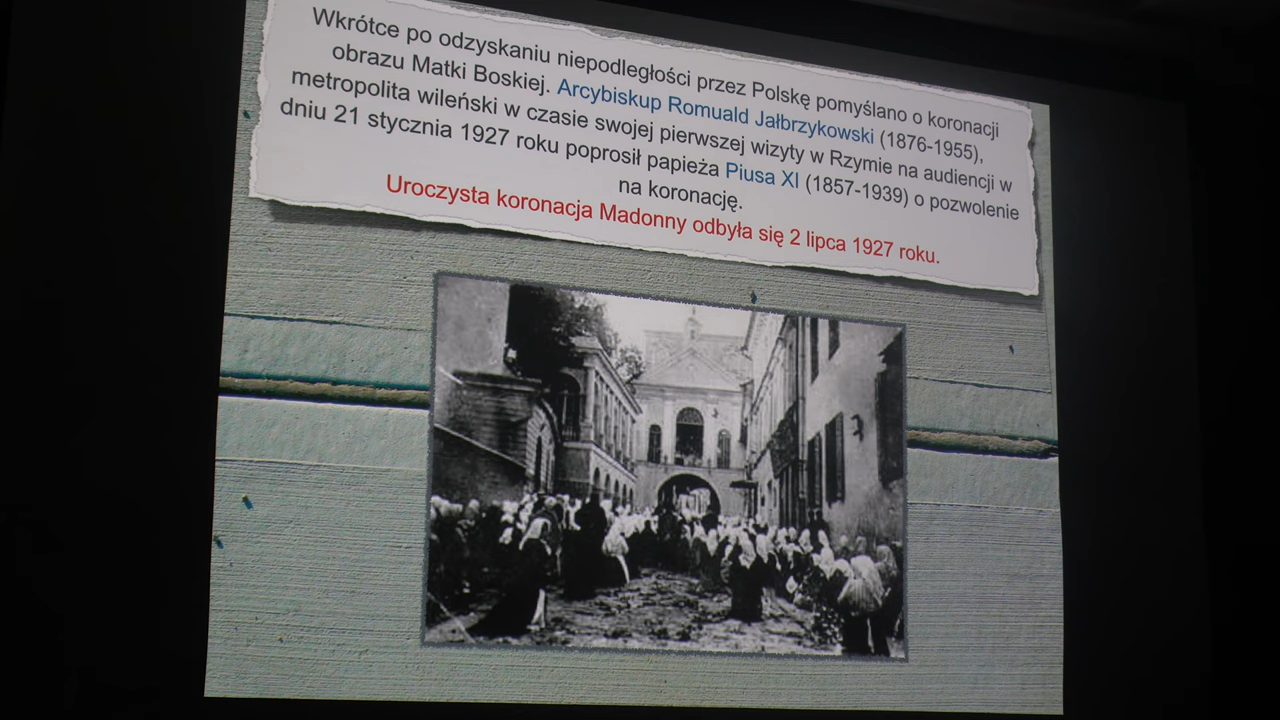 Wkrótce po odzyskaniu niepodległości przez Polskę pomyślano o koronacji
obrazu Matki Boskiej. Arcybiskup Romuald Jałbrzykowski (1876-1955),
metropolita wileński w czasie swojej pierwszej wizyty w Rzymie na audiencji w
dniu 21 stycznia 1927 roku poprosił papieża Piusa XI (1857-1939) o pozwolenie
na koronację.
Uroczysta koronacja Madonny odbyła się 2 lipca 1927 roku.